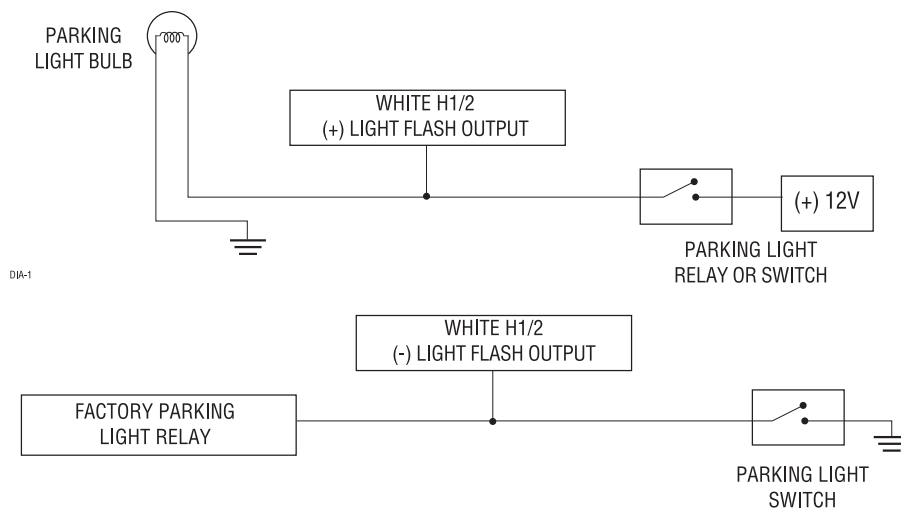 PARKING
LIGHT BULB
WHITE H1/2
(+) LIGHT FLASH OUTPUT
(+) 12V
PARKING LIGHT
RELAY OR SWITCH
DIA-1
WHITE H1/2
(-) LIGHT FLASH OUTPUT
FACTORY PARKING
LIGHT RELAY
PARKING LIGHT
SWITCH